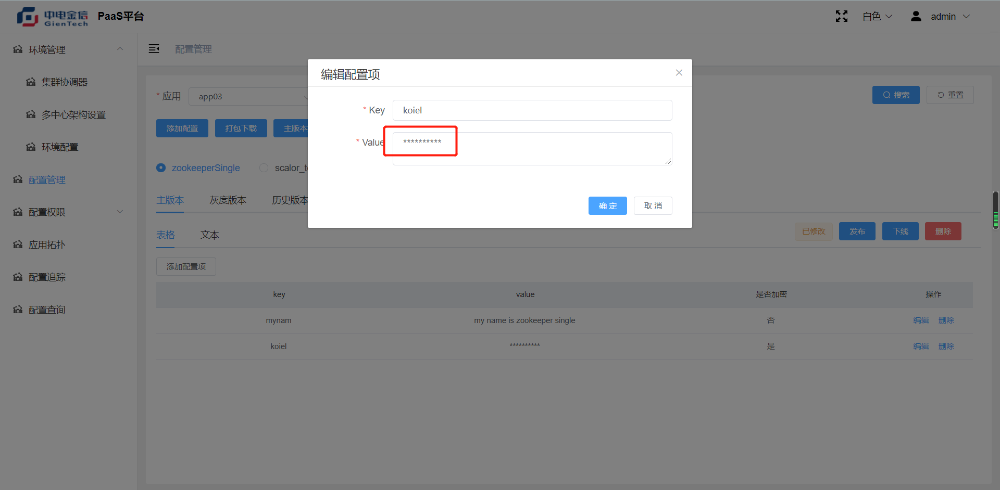 中电金信
GienTech
PaaS平台
白色
admin
环境管理
集群协调器
多中心架构设置
环境配置
配置管理
配置权限
应用拓扑
配置追踪
配置查询
配置管理
* 应用
app03
搜索
重置
添加配置
打包下载
主版本
zookeeperSingle
scalor_t
主版本
灰度版本
历史版本
编辑配置项
* Key
koiel
* Value
**********
确 定
取 消
表格
文本
已修改
发布
下线
删除
添加配置项
key value 是否加密 操作
mynam my name is zookeeper single 否 编辑 删除
koiel ********** 是 编辑 删除